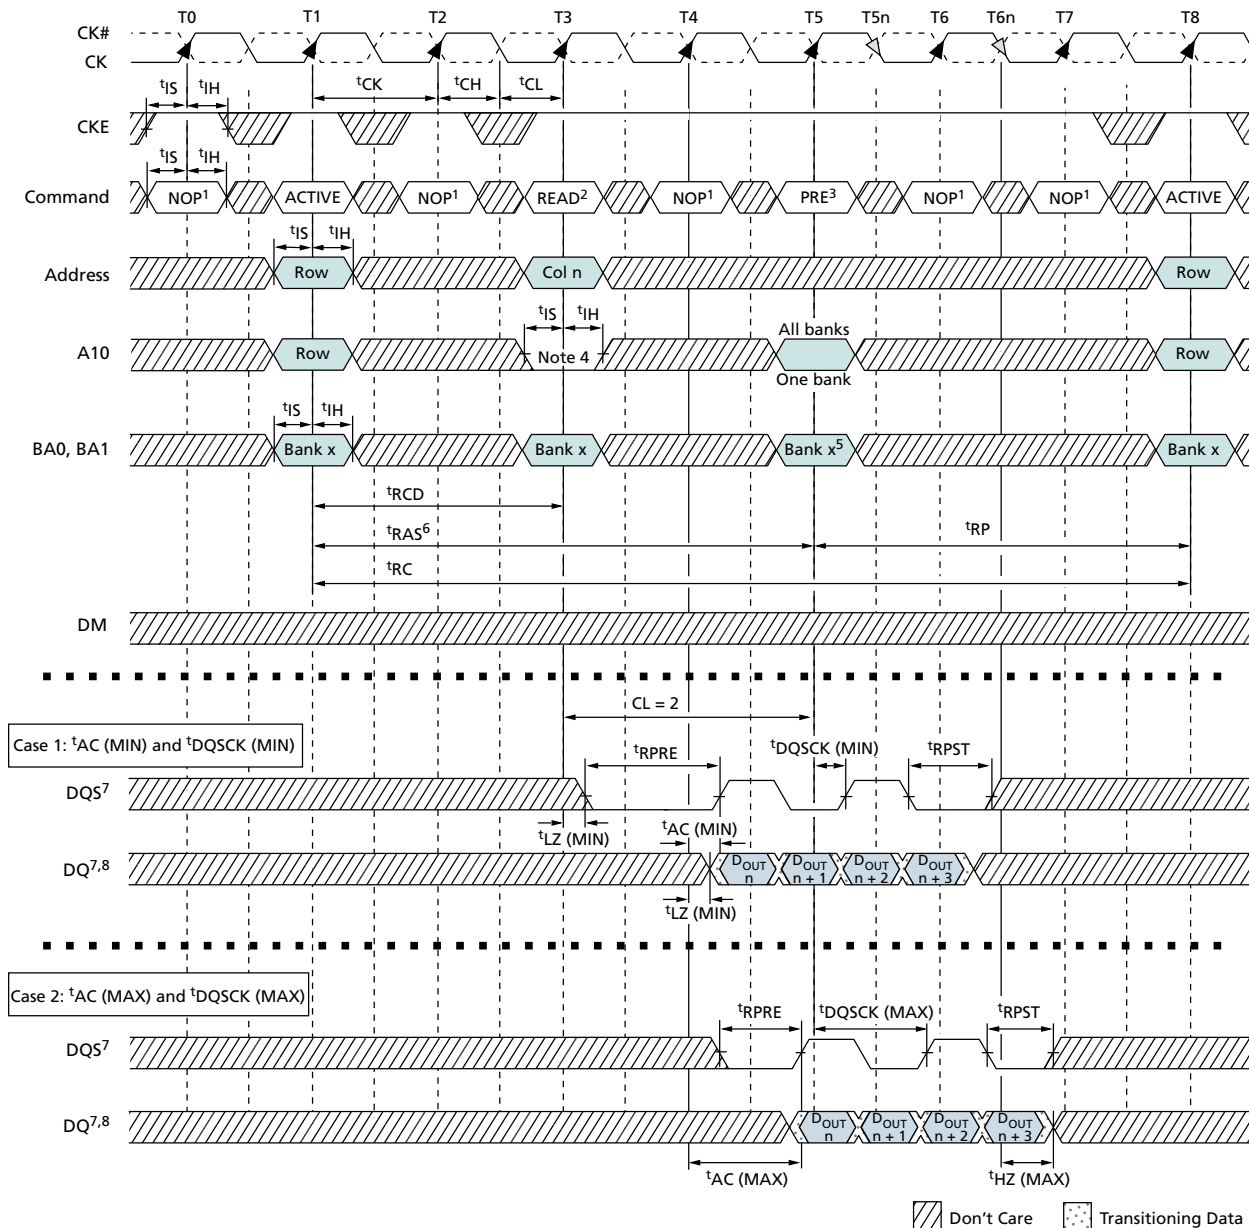 T0 T1 T2 T3 T4 T5 T5n T6 T6n T7 T8
CK#
CK
tIS tIH tCK tCH tCL
CKE
tIS tIH
Command NOP1 ACTIVE NOP1 READ2 NOP1 PRE3 NOP1 NOP1 ACTIVE
tIS tIH
Address Row Col n Row
tIS tIH All banks
A10 Row Note 4 Row
One bank
tIS tIH
BA0, BA1 Bank x Bank x Bank x5 Bank x
tRCD
tRAS6 tRP
tRC
DM
CL = 2
Case 1: tAC (MIN) and tDQSCK (MIN)
tRPRE tDQSCK (MIN) tRPST
DQS7
tLZ (MIN) tAC (MIN)
DQ7,8 DOUT n DOUT n + 1 DOUT n + 2 DOUT n + 3
tLZ (MIN)
Case 2: tAC (MAX) and tDQSCK (MAX)
tRPRE tDQSCK (MAX) tRPST
DQS7
DQ7,8 DOUT n DOUT n + 1 DOUT n + 2 DOUT n + 3
tAC (MAX) tHZ (MAX)
Don't Care Transitioning Data